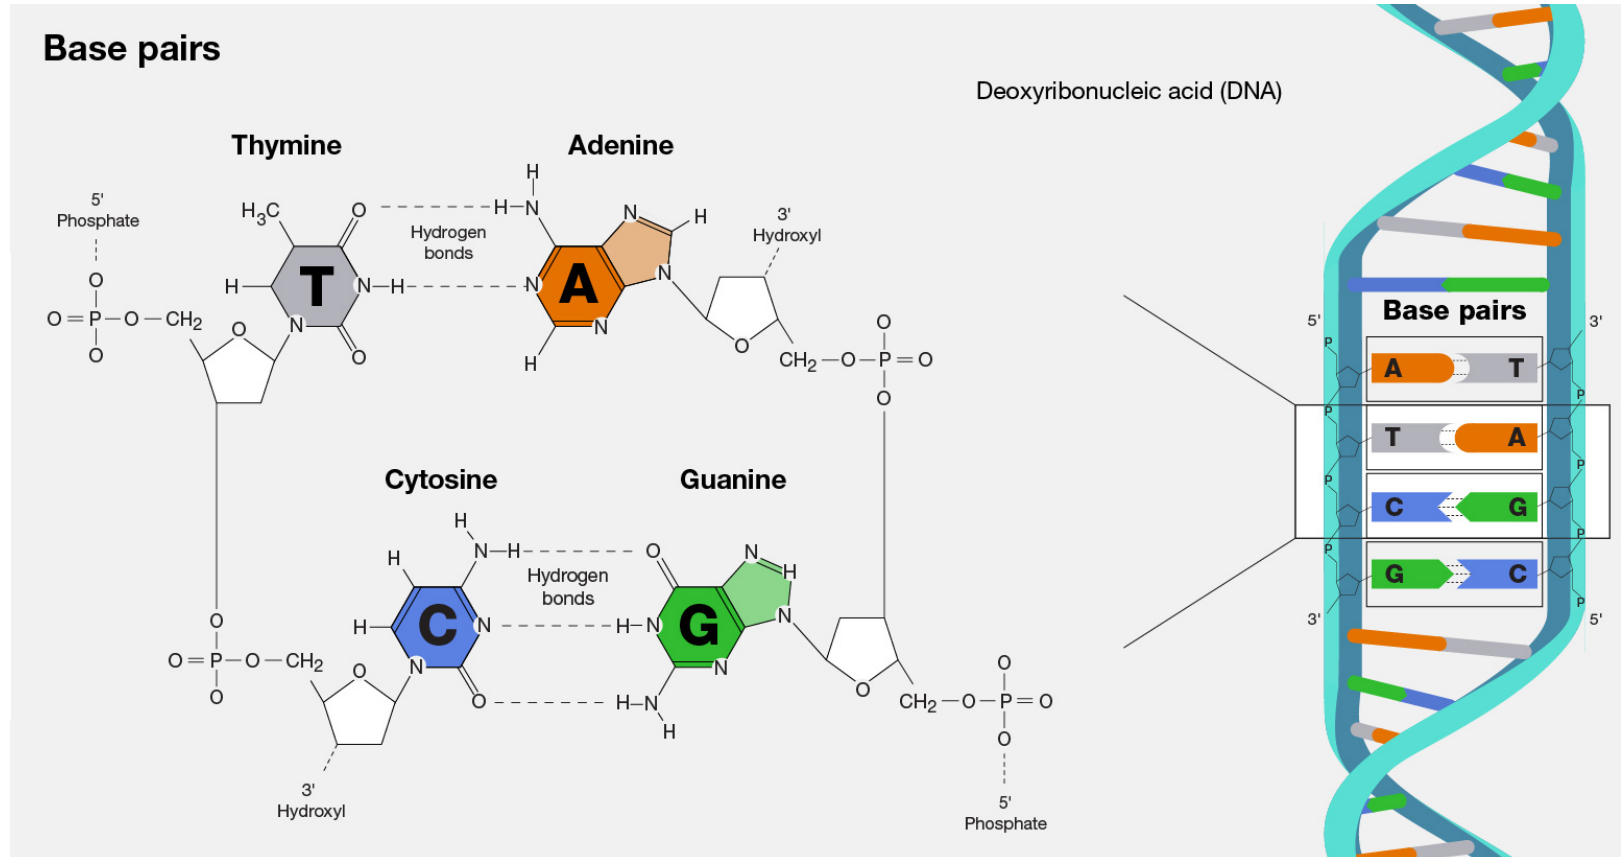 Base pairs
Deoxyribonucleic acid (DNA)
Thymine
Adenine
5'
Phosphate
O
O=P—O—CH₂
O
H₃C
O
H
T
N—H
N
O
O
Hydrogen
bonds
H
H—N
N
H
A
N
N
N
H
3'
Hydroxyl
O
CH₂—O—P=O
O
O
Cytosine
Guanine
H
N—H
H
H
C
N
N
O
Hydrogen
bonds
O
N
H
H—N
G
N
N
H—N
H
O
O=P—O—CH₂
O
O
3'
Hydroxyl
O
O
CH₂—O—P=O
O
5'
Phosphate
Base pairs
5'
3'
P
P
P
P
A T
T A
C G
G C
P
P
P
P
3'
5'